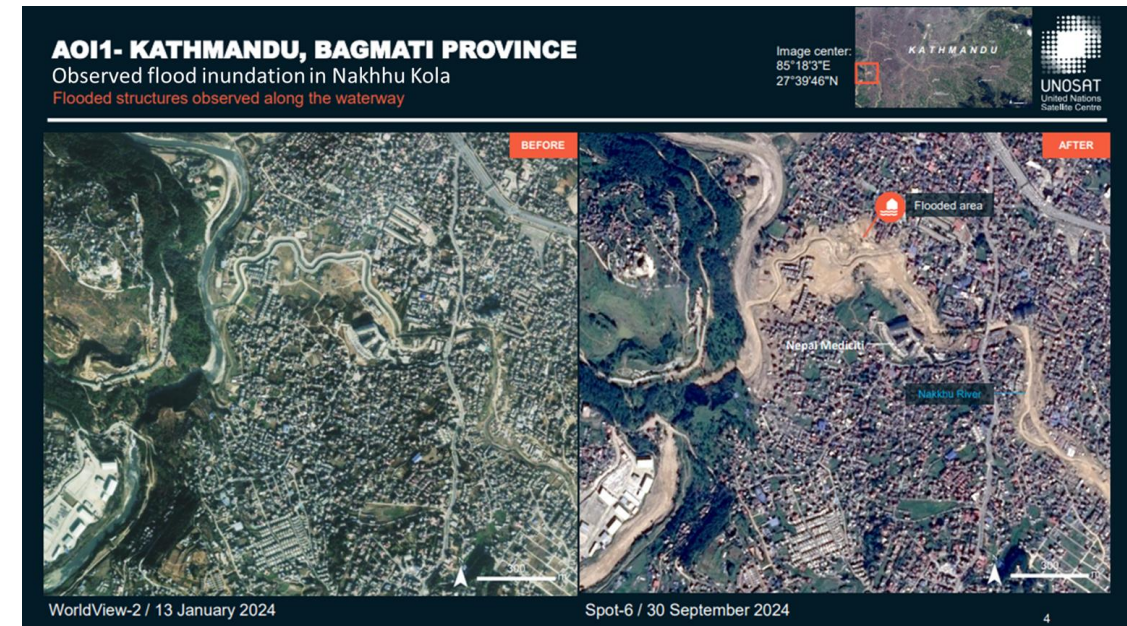 AOI1- KATHMANDU, BAGMATI PROVINCE
Observed flood inundation in Nakhhu Kola
Flooded structures observed along the waterway
Image center:
85°18'3"E
27°39'46"N
KATHMANDU
UNOSAT
United Nations
Satellite Centre
BEFORE
300
m
AFTER
Flooded area
Nepal Mediciti
Nakkhu River
300
m
WorldView-2 / 13 January 2024
Spot-6 / 30 September 2024
4